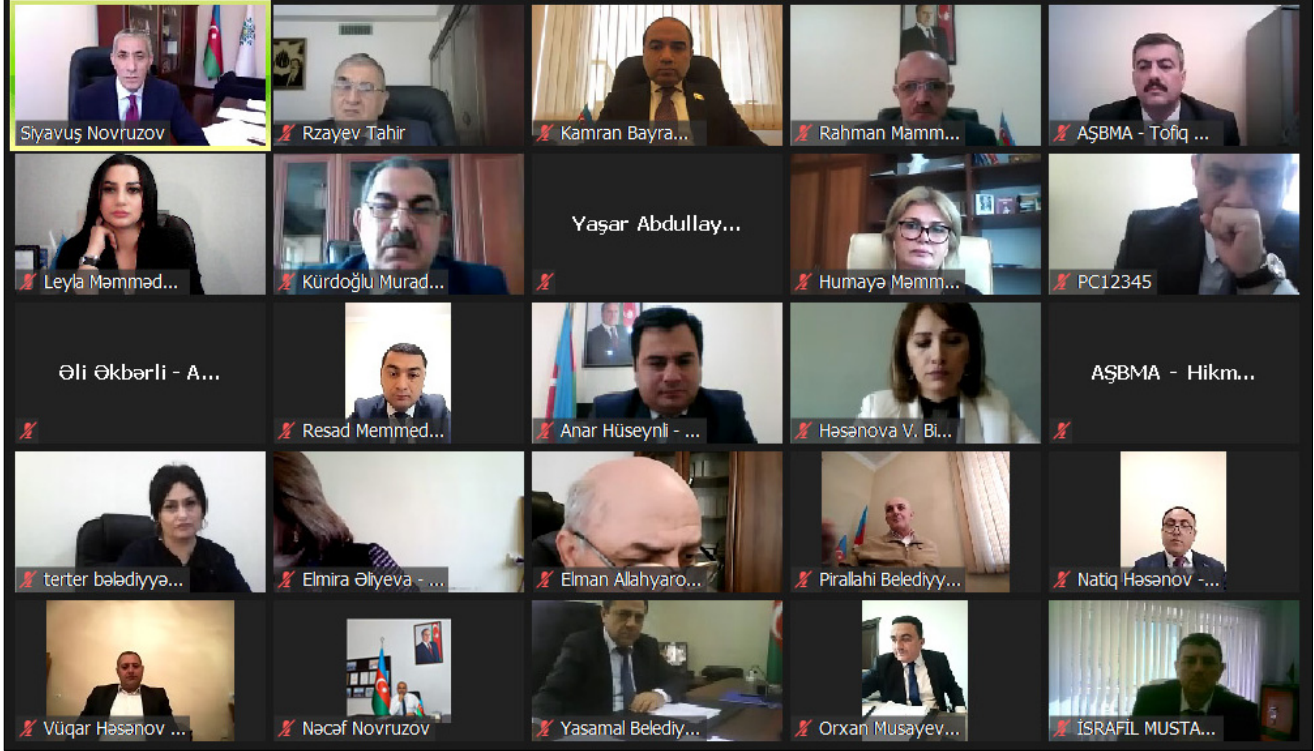 Siyavuş Novruzov
Rzayev Tahir
Kamran Bayra...
Rahman Mamm...
AŞBMA - Tofiq ...
Leyla Məmməd...
Kürdoğlu Murad...
Yaşar Abdullay...
Humayə Məmm...
PC12345
Əli Əkbərli - A...
Resad Memmed...
Anar Hüseynli - ...
Həsənova V. Bi...
AŞBMA - Hikm...
terter bələdiyyə...
Elmira Əliyeva - ...
Elman Allahyaro...
Pirallahi Belediyy...
Natiq Həsənov -...
Vüqar Həsənov ...
Nəcəf Novruzov
Yasamal Belediy...
Orxan Musayev...
İSRAFİL MUSTA...